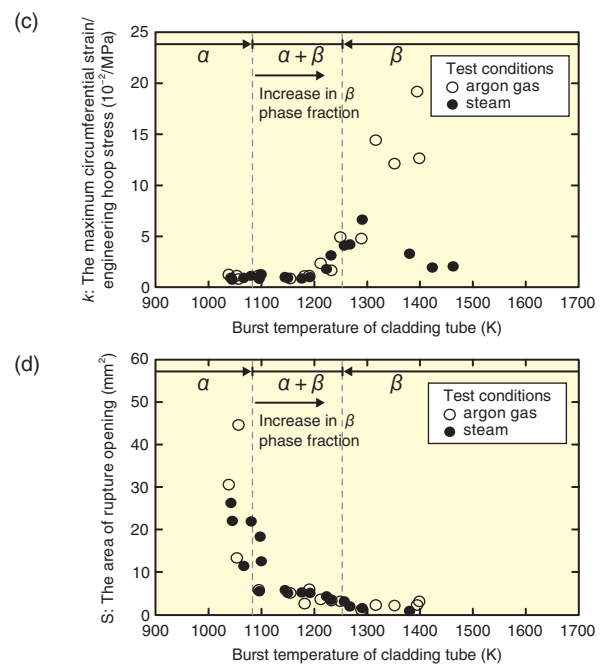 (c)
k: The maximum circumferential strain/
engineering hoop stress (10⁻²/MPa)
25
20
15
10
5
0
α
α + β
β
Increase in β
phase fraction
Test conditions
argon gas
steam
900 1000 1100 1200 1300 1400 1500 1600 1700
Burst temperature of cladding tube (K)
(d)
S: The area of rupture opening (mm²)
60
50
40
30
20
10
0
α
α + β
β
Increase in β
phase fraction
Test conditions
argon gas
steam
900 1000 1100 1200 1300 1400 1500 1600 1700
Burst temperature of cladding tube (K)